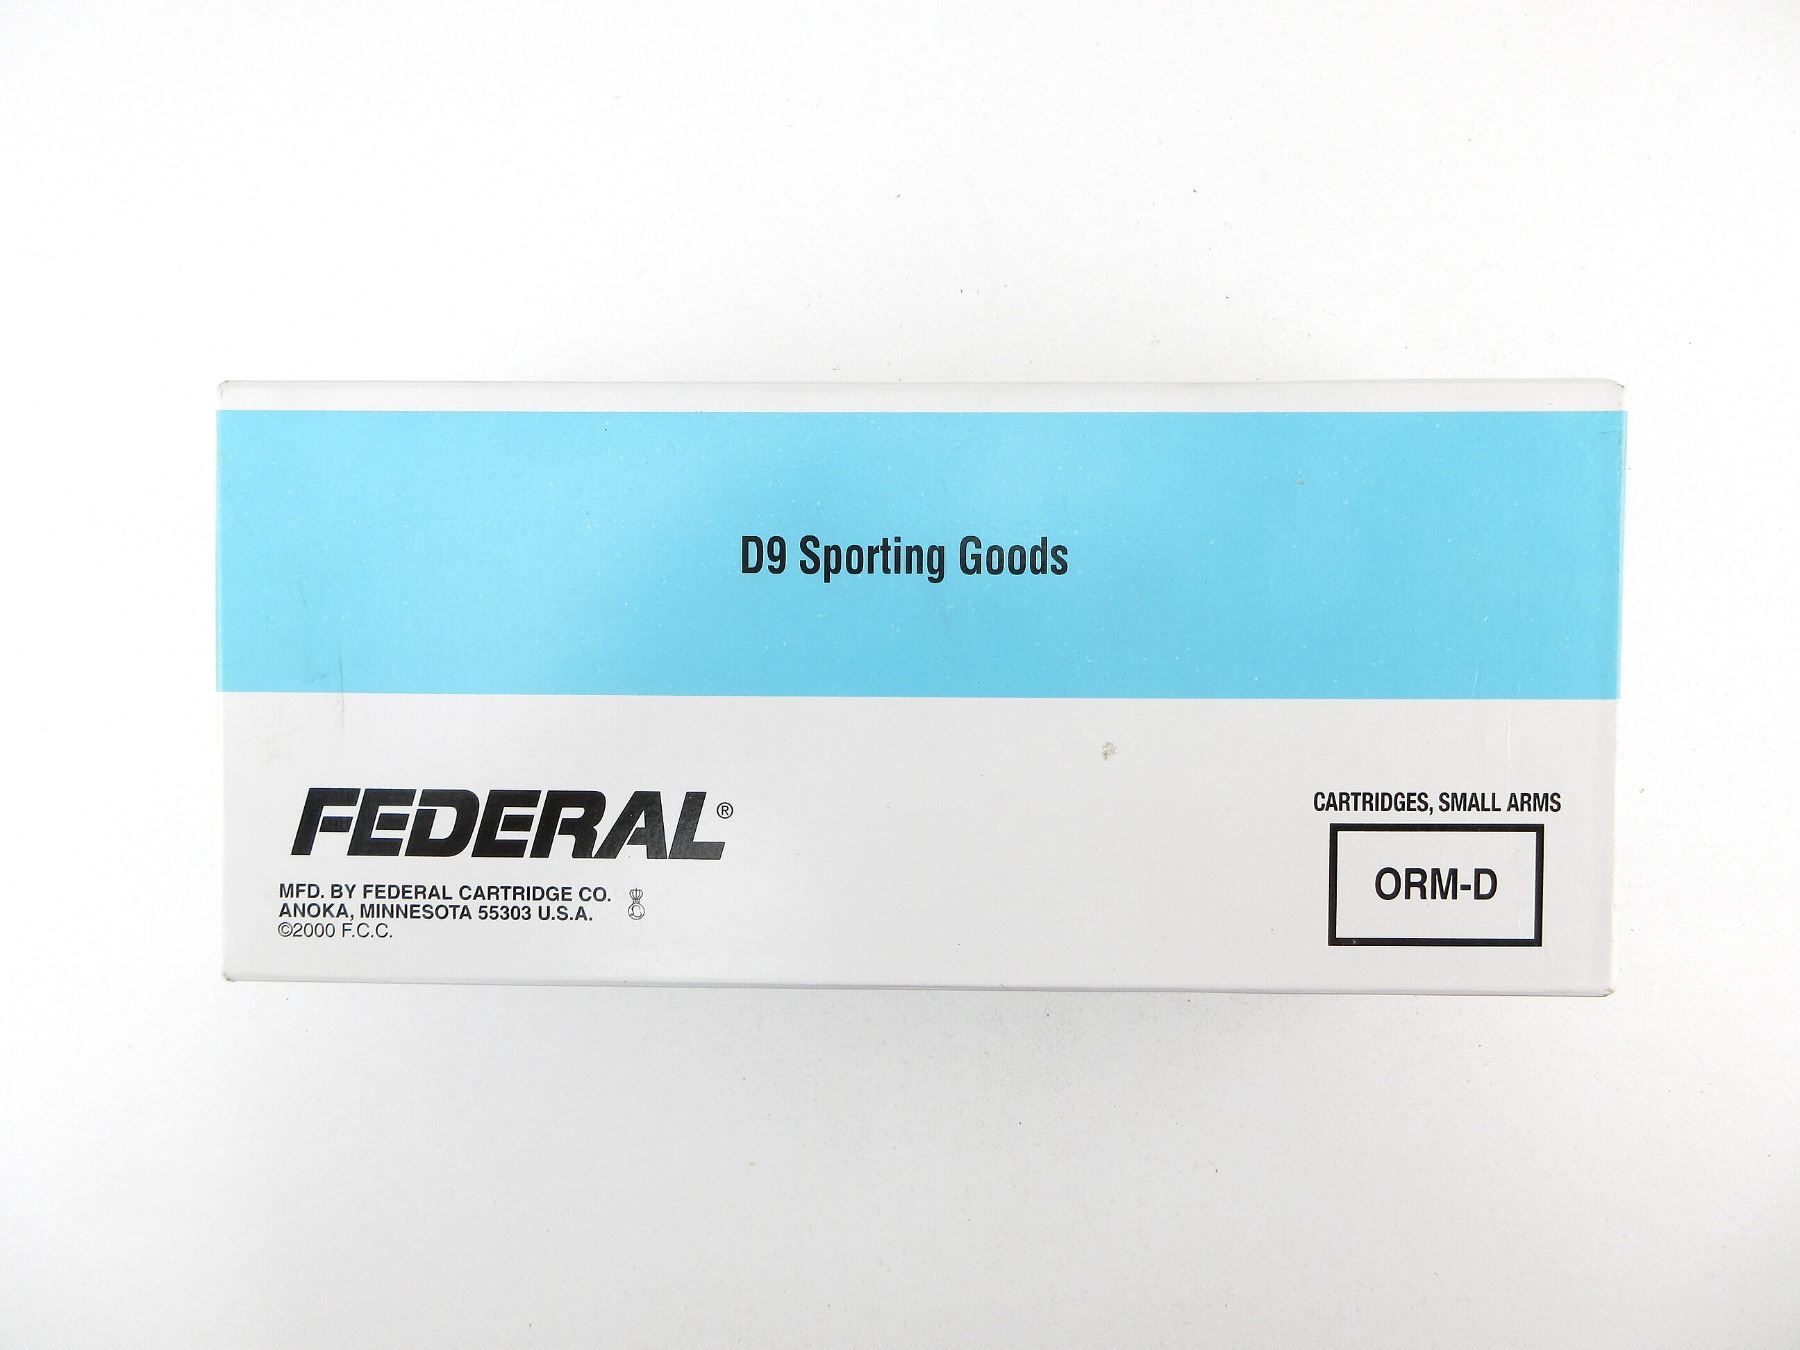 D9 Sporting Goods
FEDERAL®
MFD. BY FEDERAL CARTRIDGE CO.
ANOKA, MINNESOTA 55303 U.S.A.
©2000 F.C.C.
CARTRIDGES, SMALL ARMS
ORM-D